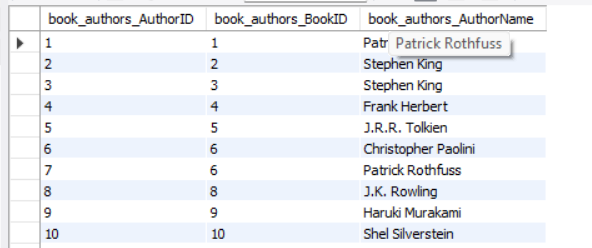 book_authors_AuthorID book_authors_BookID book_authors_AuthorName
1 1 Patr Patrick Rothfuss
2 2 Stephen King
3 3 Stephen King
4 4 Frank Herbert
5 5 J.R.R. Tolkien
6 6 Christopher Paolini
7 6 Patrick Rothfuss
8 8 J.K. Rowling
9 9 Haruki Murakami
10 10 Shel Silverstein